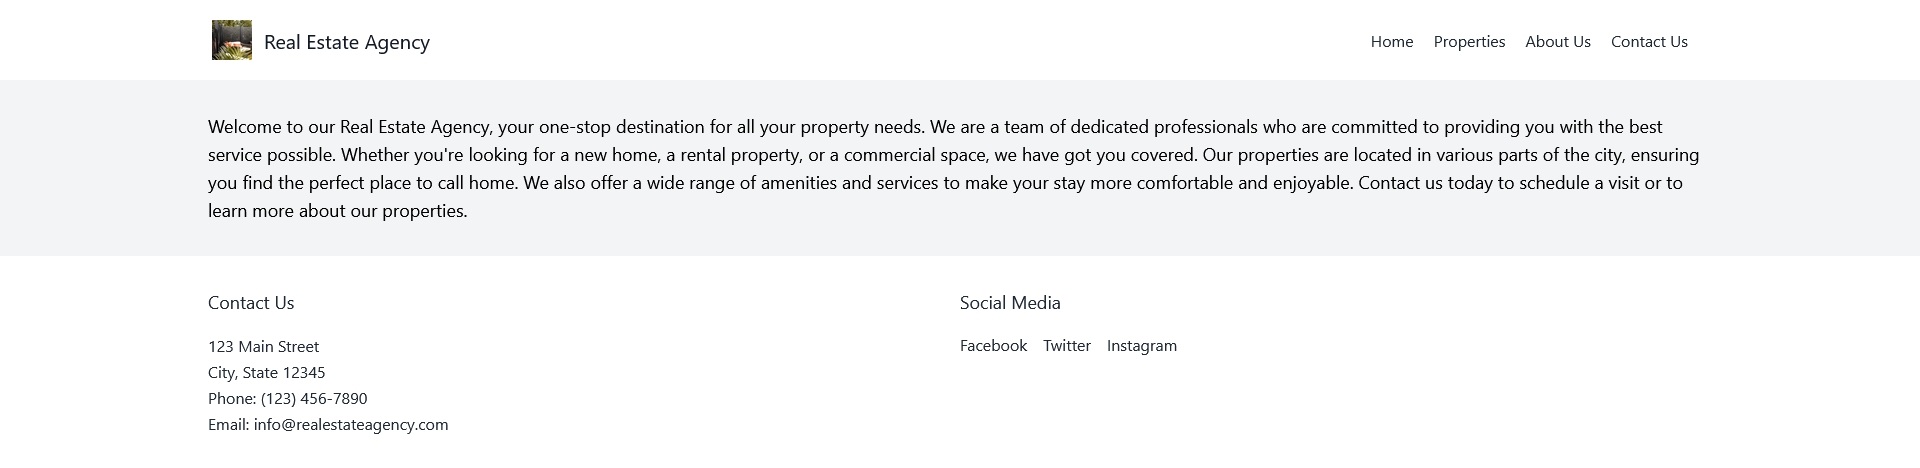 Real Estate Agency
Home Properties About Us Contact Us
Welcome to our Real Estate Agency, your one-stop destination for all your property needs. We are a team of dedicated professionals who are committed to providing you with the best
service possible. Whether you're looking for a new home, a rental property, or a commercial space, we have got you covered. Our properties are located in various parts of the city, ensuring
you find the perfect place to call home. We also offer a wide range of amenities and services to make your stay more comfortable and enjoyable. Contact us today to schedule a visit or to
learn more about our properties.
Contact Us
123 Main Street
City, State 12345
Phone: (123) 456-7890
Email: info@realestateagency.com
Social Media
Facebook Twitter Instagram